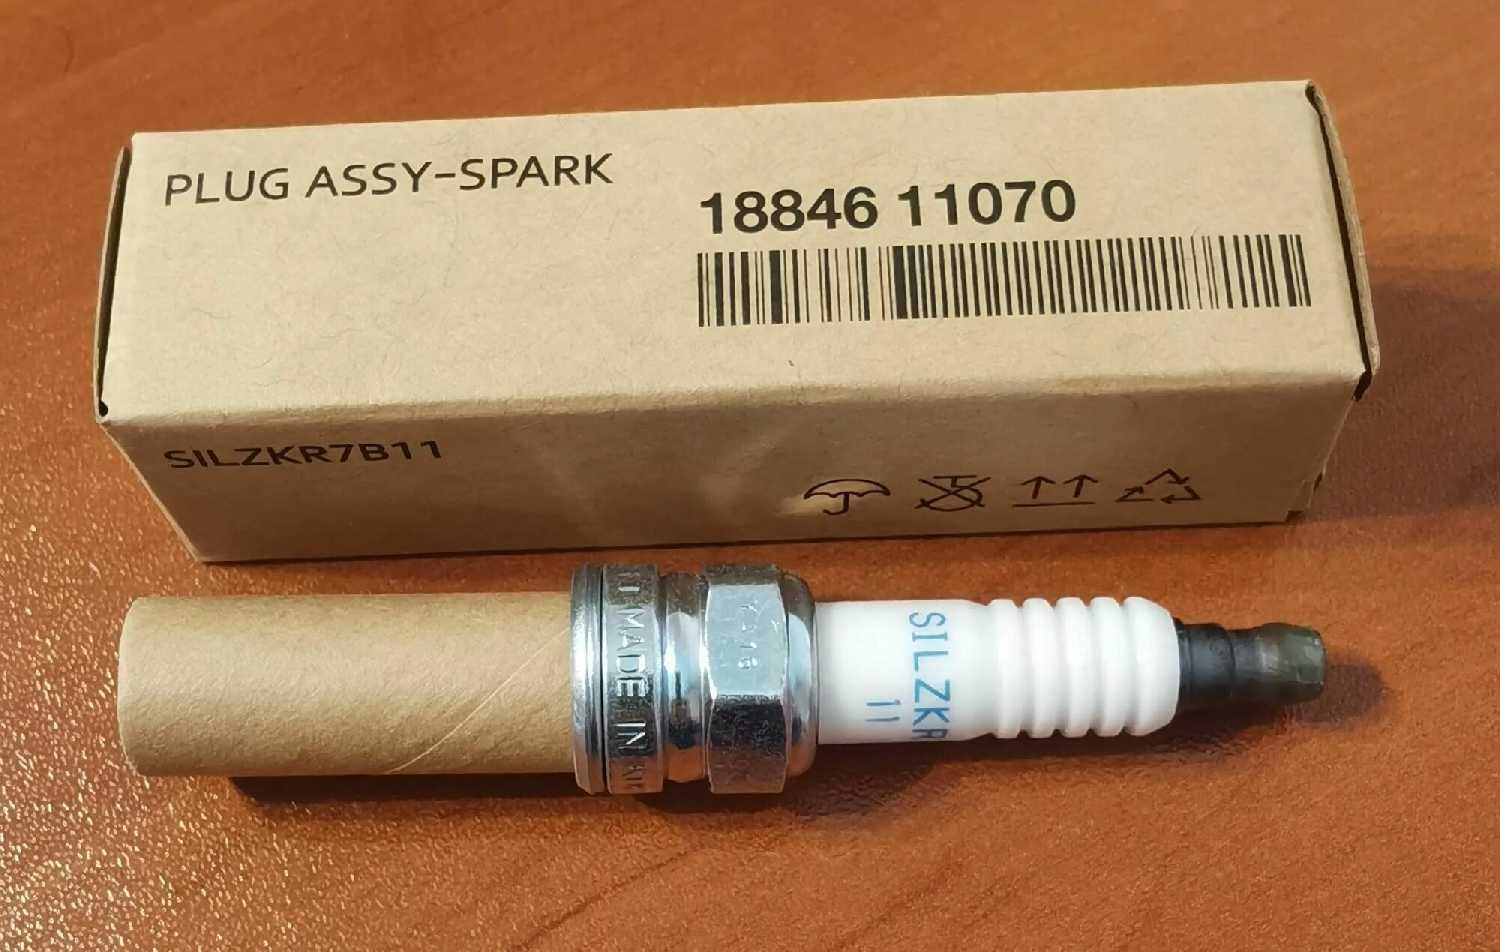 PLUG ASSY-SPARK
18846 11070
SILZKR7B11
MADE IN
SILZKR
11